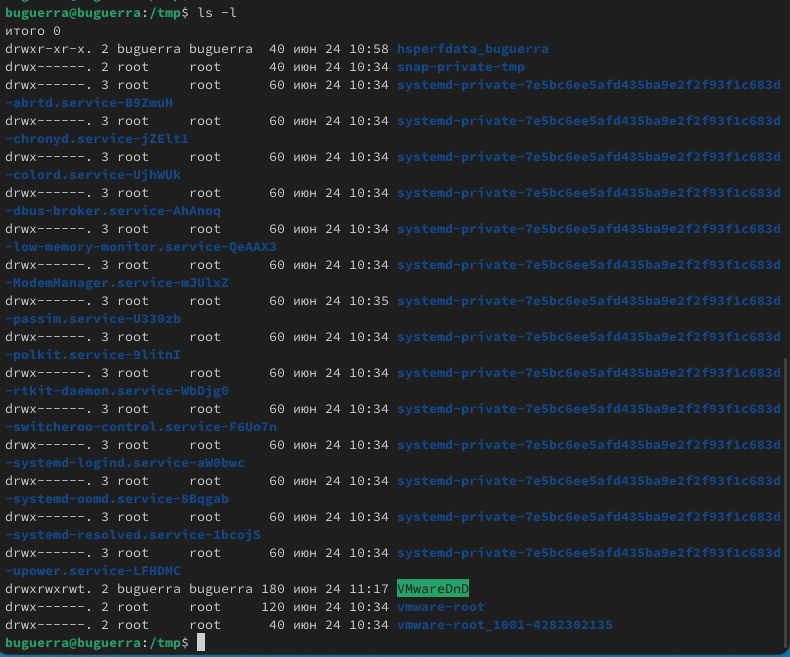 buguerra@buguerra:/tmp$ ls -l
итого 0
drwxr-xr-x. 2 buguerra buguerra  40 июн 24 10:58 hsperfdata_buguerra
drwx------. 2 root     root      40 июн 24 10:34 snap-private-tmp
drwx------. 3 root     root      60 июн 24 10:34 systemd-private-7e5bc6ee5afd435ba9e2f2f93f1c683d
-abrtd.service-B9ZmuH
drwx------. 3 root     root      60 июн 24 10:34 systemd-private-7e5bc6ee5afd435ba9e2f2f93f1c683d
-chronyd.service-jZElt1
drwx------. 3 root     root      60 июн 24 10:34 systemd-private-7e5bc6ee5afd435ba9e2f2f93f1c683d
-colord.service-UjhWUk
drwx------. 3 root     root      60 июн 24 10:34 systemd-private-7e5bc6ee5afd435ba9e2f2f93f1c683d
-dbus-broker.service-AhAnoq
drwx------. 3 root     root      60 июн 24 10:34 systemd-private-7e5bc6ee5afd435ba9e2f2f93f1c683d
-low-memory-monitor.service-QeAAX3
drwx------. 3 root     root      60 июн 24 10:34 systemd-private-7e5bc6ee5afd435ba9e2f2f93f1c683d
-ModemManager.service-mJUlxZ
drwx------. 3 root     root      60 июн 24 10:35 systemd-private-7e5bc6ee5afd435ba9e2f2f93f1c683d
-passim.service-U330zb
drwx------. 3 root     root      60 июн 24 10:34 systemd-private-7e5bc6ee5afd435ba9e2f2f93f1c683d
-polkit.service-9litnI
drwx------. 3 root     root      60 июн 24 10:34 systemd-private-7e5bc6ee5afd435ba9e2f2f93f1c683d
-rtkit-daemon.service-WbDjg0
drwx------. 3 root     root      60 июн 24 10:34 systemd-private-7e5bc6ee5afd435ba9e2f2f93f1c683d
-switcheroo-control.service-F6Uo7n
drwx------. 3 root     root      60 июн 24 10:34 systemd-private-7e5bc6ee5afd435ba9e2f2f93f1c683d
-systemd-logind.service-aW0bwc
drwx------. 3 root     root      60 июн 24 10:34 systemd-private-7e5bc6ee5afd435ba9e2f2f93f1c683d
-systemd-oomd.service-8Bqgab
drwx------. 3 root     root      60 июн 24 10:34 systemd-private-7e5bc6ee5afd435ba9e2f2f93f1c683d
-systemd-resolved.service-1bcojS
drwx------. 3 root     root      60 июн 24 10:34 systemd-private-7e5bc6ee5afd435ba9e2f2f93f1c683d
-upower.service-LFHDMC
drwxrwxrwt. 2 buguerra buguerra 180 июн 24 11:17 VMwareDnD
drwx------. 2 root     root     120 июн 24 10:34 vmware-root
drwx------. 2 root     root      40 июн 24 10:34 vmware-root_1001-4282302135
buguerra@buguerra:/tmp$